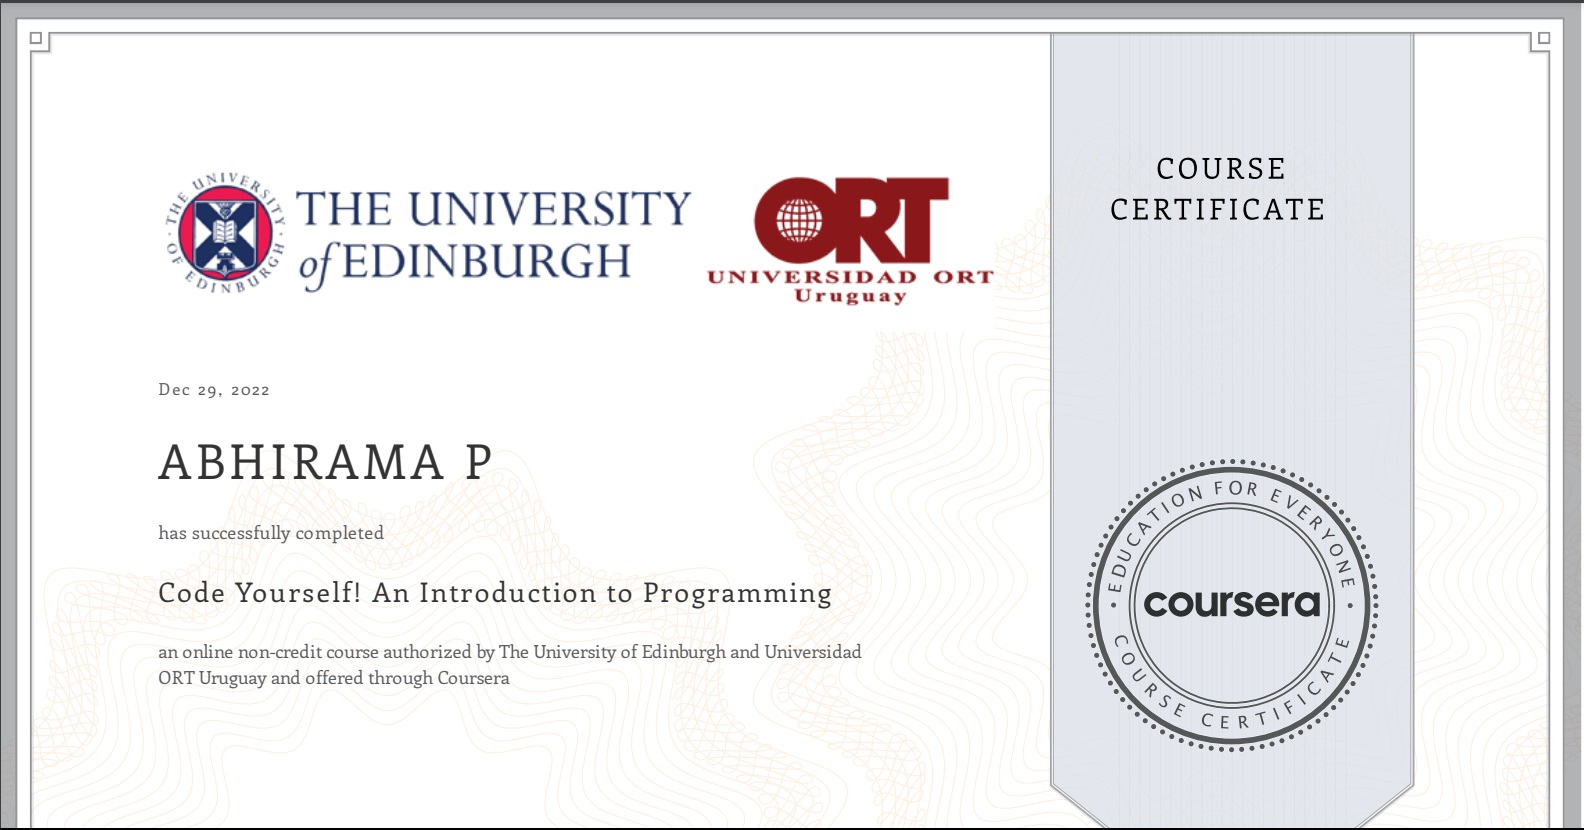 THE UNIVERSITY OF EDINBURGH
THE UNIVERSITY
of EDINBURGH
ORT
UNIVERSIDAD ORT
Uruguay
COURSE
CERTIFICATE
Dec 29, 2022
ABHIRAMA P
has successfully completed
Code Yourself! An Introduction to Programming
an online non-credit course authorized by The University of Edinburgh and Universidad
ORT Uruguay and offered through Coursera
EDUCATION FOR EVERYONE
coursera
COURSE CERTIFICATE